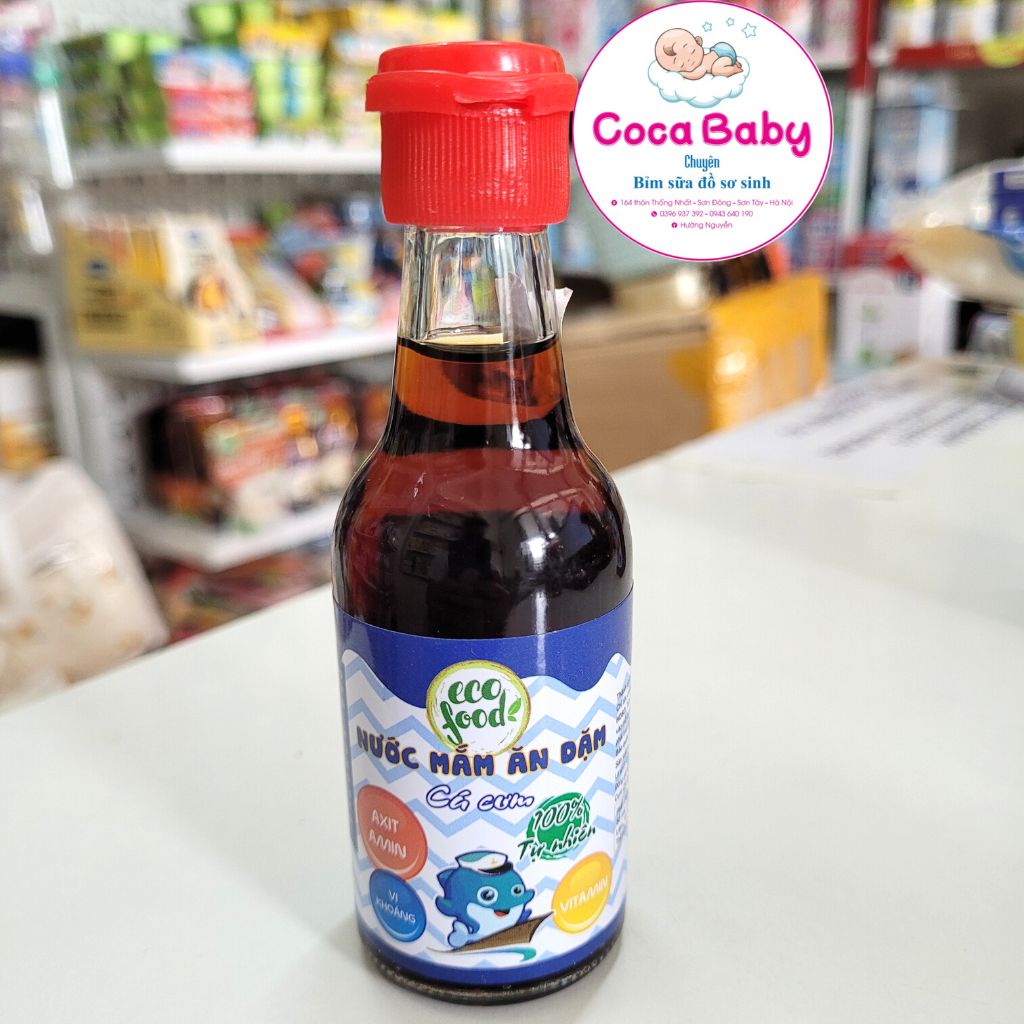 Coca Baby
Chuyên
Bỉm sữa đồ sơ sinh
164 thôn Thống Nhất - Sơn Đông - Sơn Tây - Hà Nội
0396 937 392 - 0943 640 190
Hường Nguyễn
eco
food
NƯỚC MẮM ĂN DẶM
Cá cơm
AXIT
AMIN
100%
Tự nhiên
VI
KHOÁNG
VITAMIN